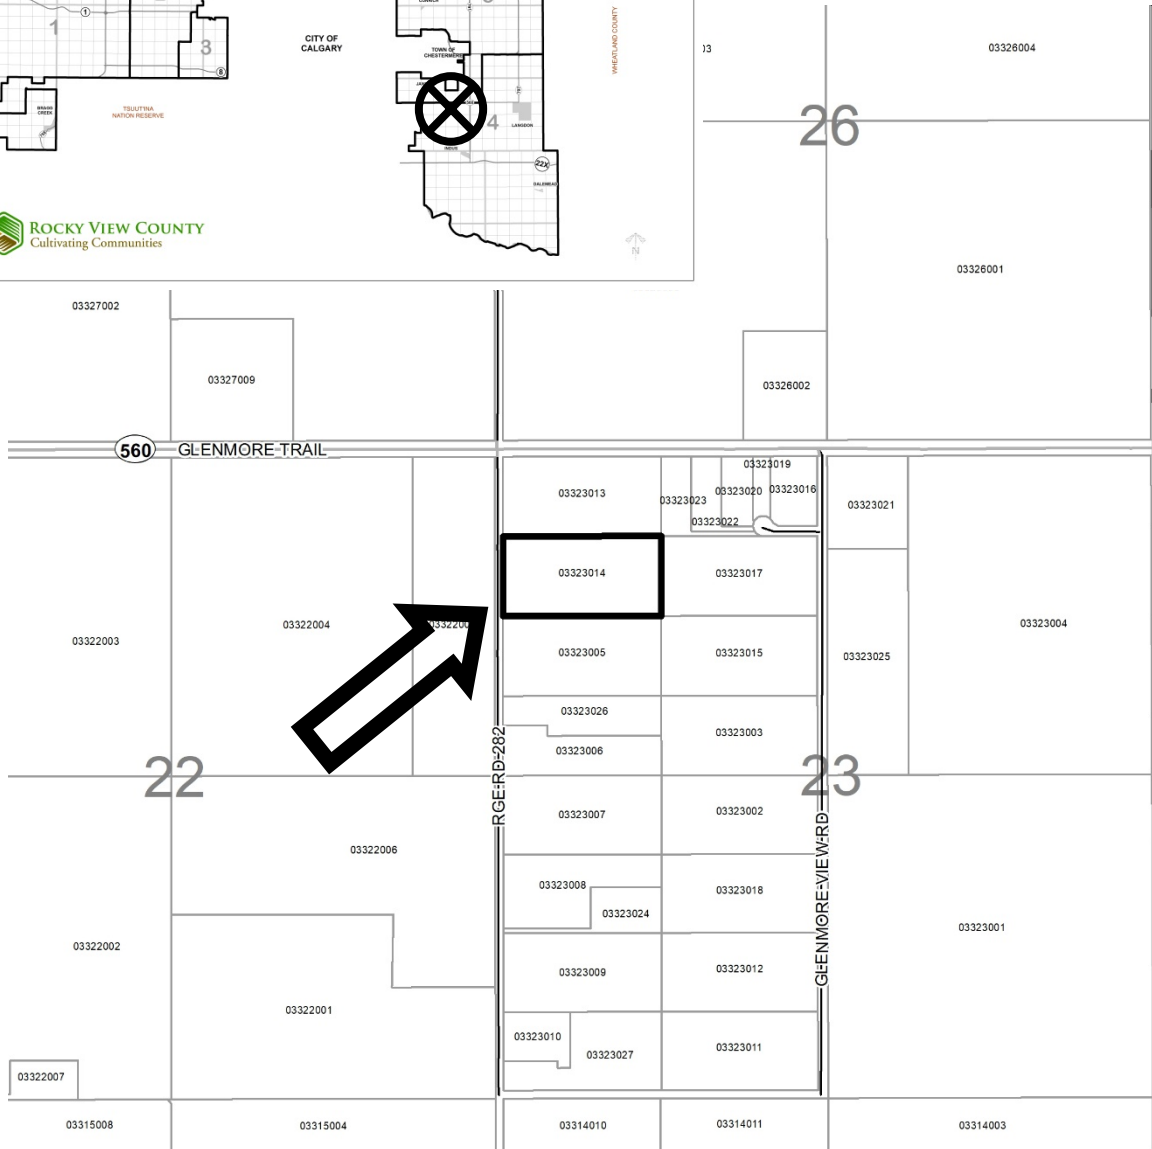 1
1
3
8
BRAGG
CREEK
TSUUT'INA
NATION RESERVE
CITY OF
CALGARY
TOWN OF
CHESTERMERE
4
LANGDON
INDUS
22X
DALEMEAD
WHEATLAND COUNTY
N
ROCKY VIEW COUNTY
Cultivating Communities
03326004
26
03326001
03327002
03327009
03326002
560
GLENMORE TRAIL
03323013
03323019
03323023
03323020
03323016
03323022
03323021
03323014
03323017
03322003
03322004
03323005
03323015
03323025
03323004
03323026
03323006
03323003
22
RGE RD 282
23
03323007
03323002
GLENMORE VIEW RD
03322006
03323008
03323024
03323018
03322002
03323001
03323009
03323012
03322001
03323010
03323027
03323011
03322007
03315008
03315004
03314010
03314011
03314003